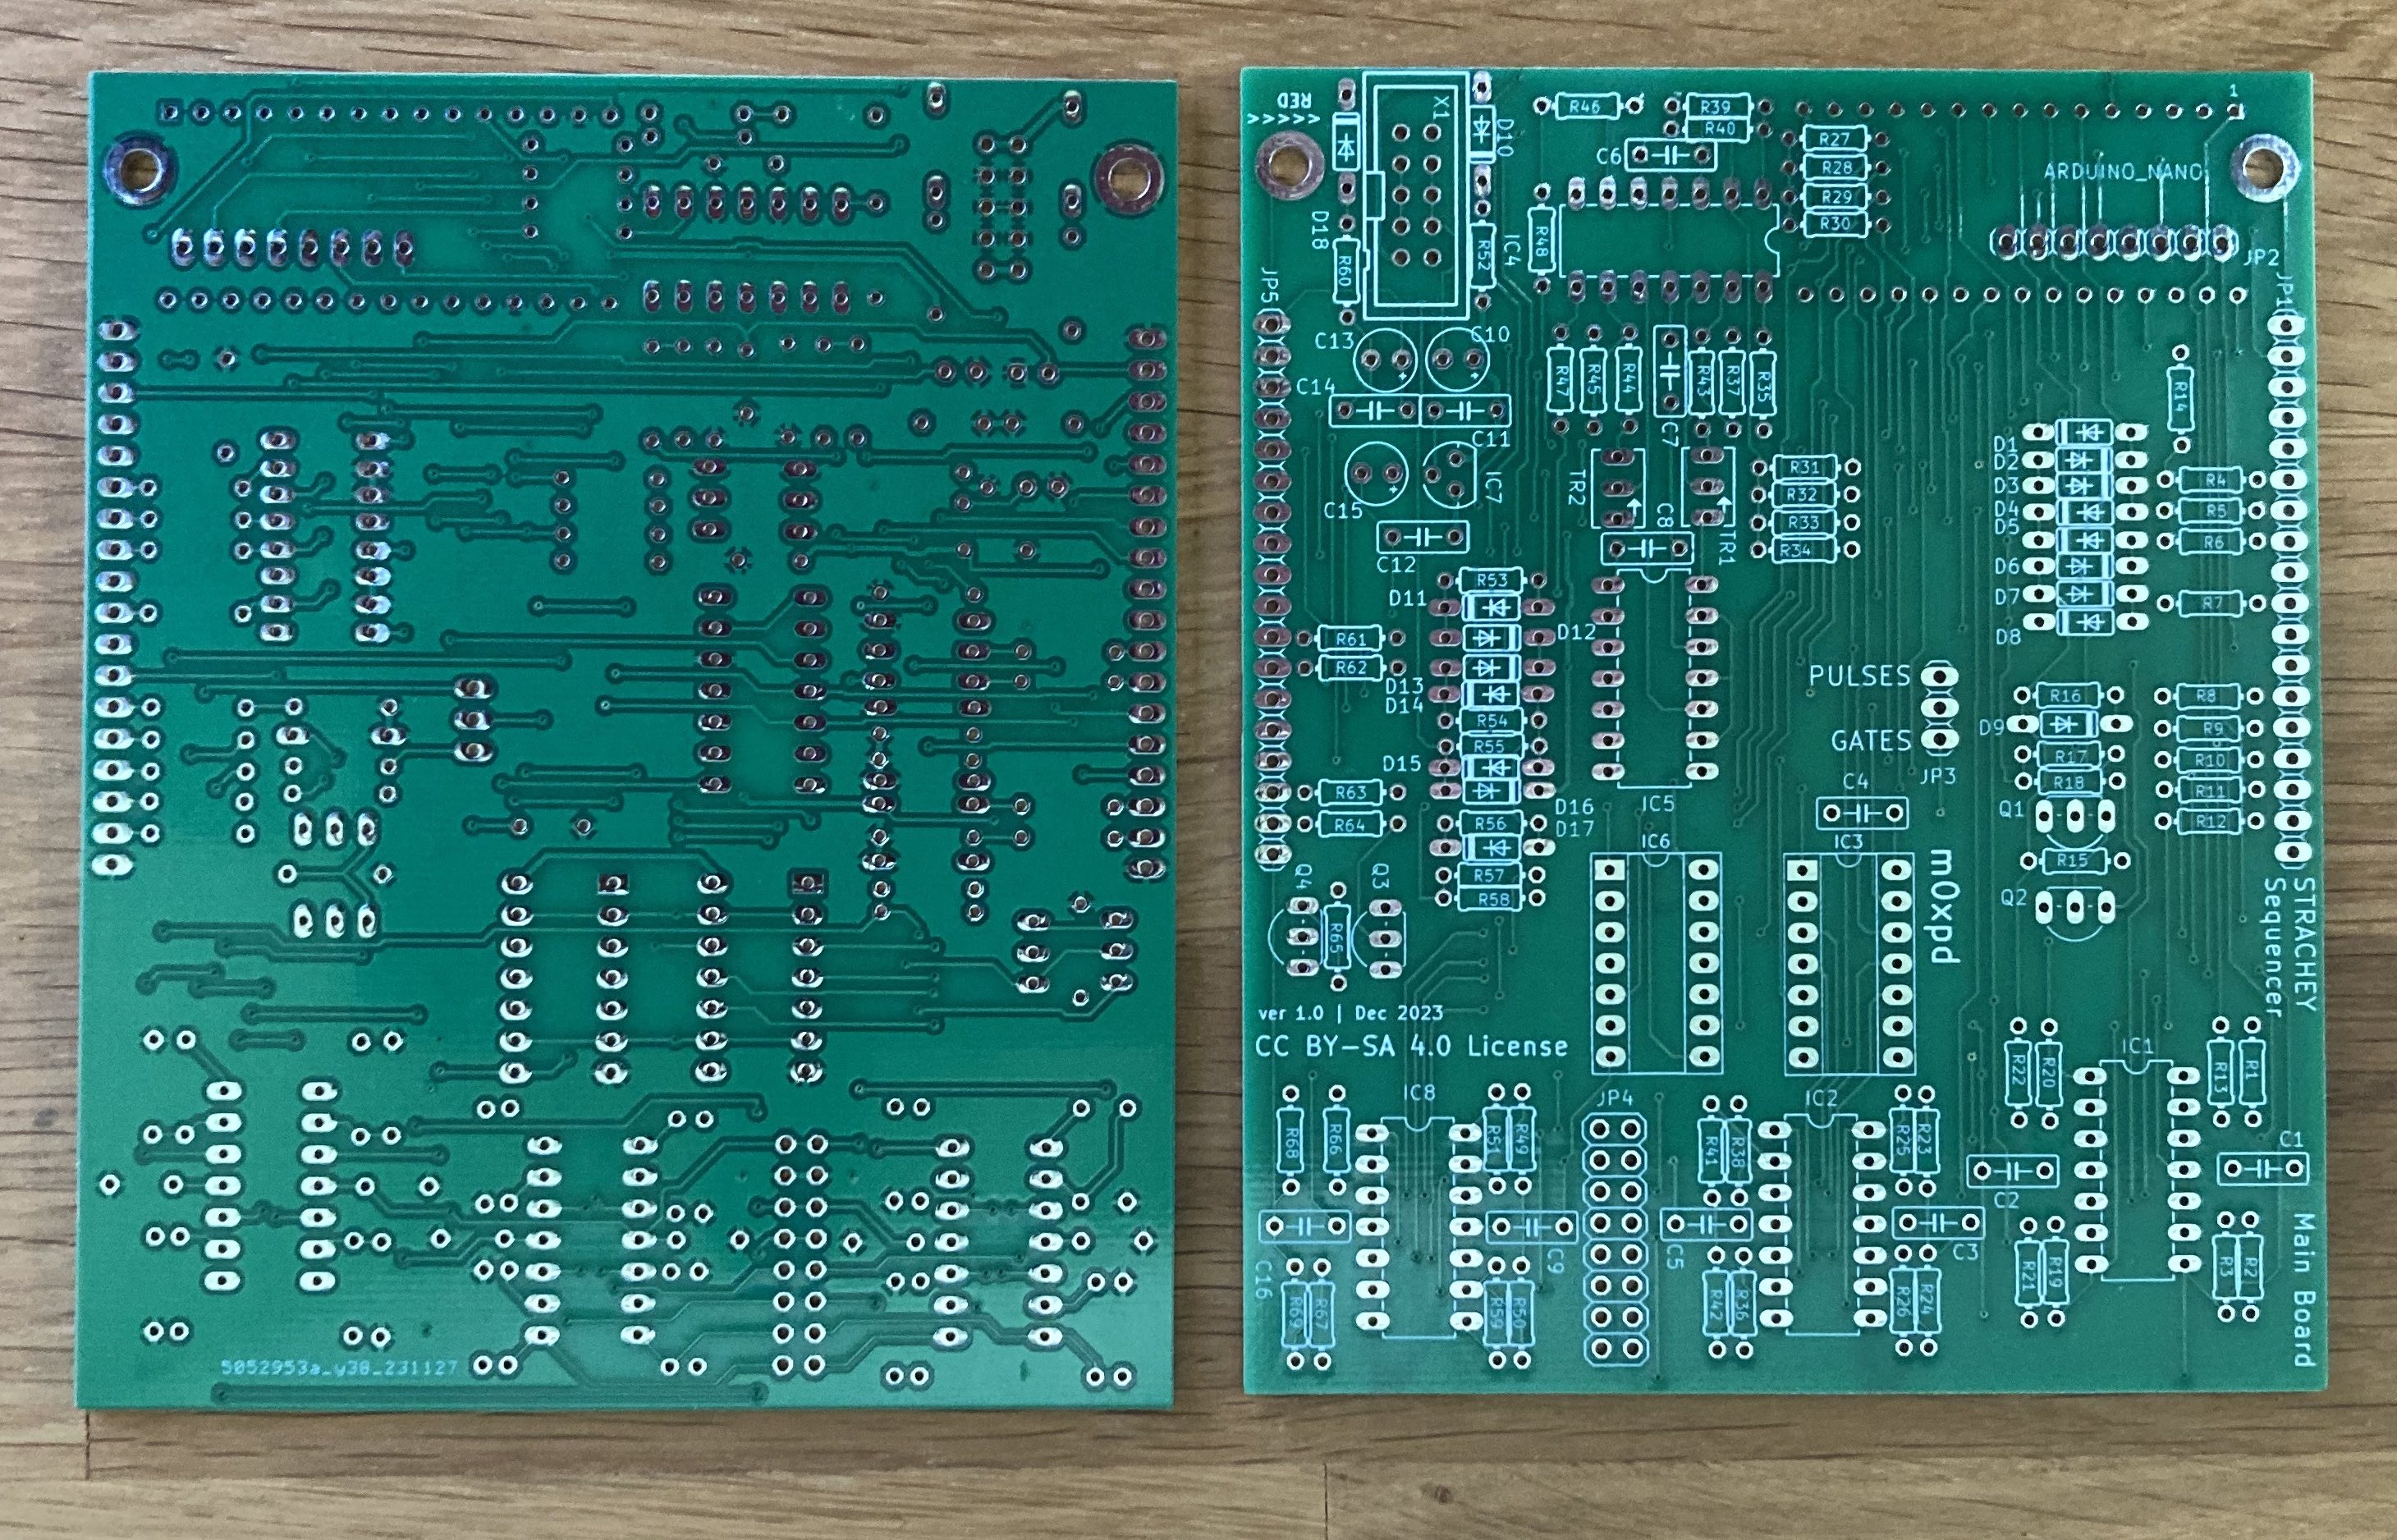 5052953a_y38_231127
RED
<<<<<
X1
D10
D18
R60
R52
IC4
R48
R46
R39
R40
C6
R27
R28
R29
R30
1
ARDUINO_NANO
JP2
JP1
JP5
C13
C10
C14
C11
C15
IC7
C12
R47
R45
R44
C7
R43
R37
R35
TR2
C8
TR1
R31
R32
R33
R34
R14
D1
D2
D3
D4
D5
D6
D7
D8
R4
R5
R6
R7
R53
D11
D12
R61
R62
D13
D14
R54
R55
D15
D16
D17
R63
R64
R56
R57
R58
IC5
PULSES
GATES
JP3
C4
R16
D9
R17
R18
Q1
R15
Q2
R8
R9
R10
R11
R12
IC6
IC3
m0xpd
STRACHEY
Sequencer
Q4
R65
Q3
ver 1.0 | Dec 2023
CC BY-SA 4.0 License
IC8
JP4
IC2
IC1
R68
R66
R51
R49
R41
R38
R25
R23
R22
R20
R13
R1
C16
C9
C5
C3
C2
C1
R69
R67
R59
R50
R42
R36
R26
R24
R21
R19
R3
R2
Main Board